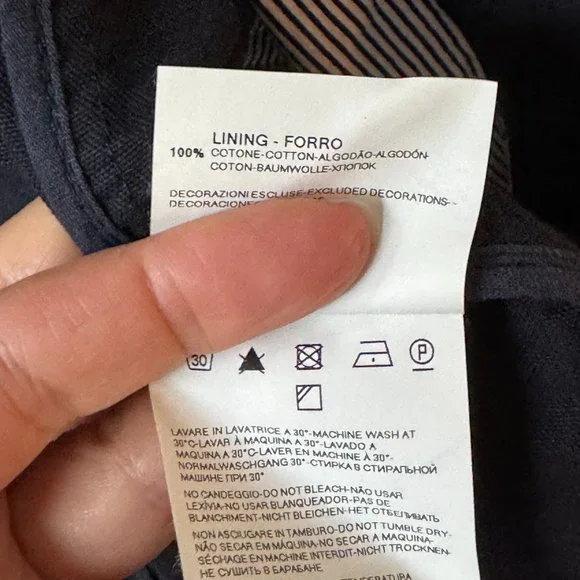 LINING - FORRO
100% COTONE-COTTON-ALGODÃO-ALGODÓN-
COTON-BAUMWOLLE-ХЛОПОК
DECORAZIONI ESCLUSE-EXCLUDED DECORATIONS-
DECORACIONES
30
P
LAVARE IN LAVATRICE A 30°-MACHINE WASH AT
30°C-LAVAR À MAQUINA A 30°-LAVADO A
MAQUINA A 30°C-LAVER EN MACHINE À 30°-
NORMALWASCHGANG 30°-СТИРКА В СТИРАЛЬНОЙ
МАШИНЕ ПРИ 30°
NO CANDEGGIO-DO NOT BLEACH-NÃO USAR
LEXÍVIA-NO USAR BLANQUEADOR-PAS DE
BLANCHIMENT-NICHT BLEICHEN-НЕ ОТБЕЛИВАТЬ
NON ASCIUGARE IN TAMBURO-DO NOT TUMBLE DRY-
NÃO SECAR EM MÁQUINA-NO SECAR A MAQUINA-
SÉCHAGE EN MACHINE INTERDIT-NICHT TROCKNEN-
НЕ СУШИТЬ В БАРАБАНЕ